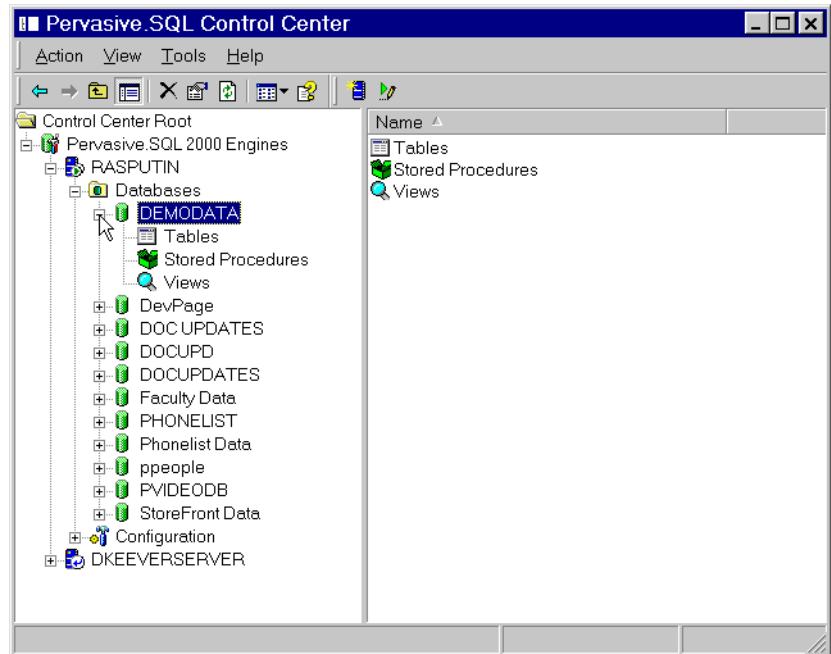 Pervasive.SQL Control Center
Action View Tools Help
Control Center Root
Pervasive.SQL 2000 Engines
RASPUTIN
Databases
DEMODATA
Tables
Stored Procedures
Views
DevPage
DOC UPDATES
DOCUPD
DOCUPDATES
Faculty Data
PHONELIST
Phonelist Data
ppeople
PVIDEODB
StoreFront Data
Configuration
DKEEVERSERVER
Name
Tables
Stored Procedures
Views